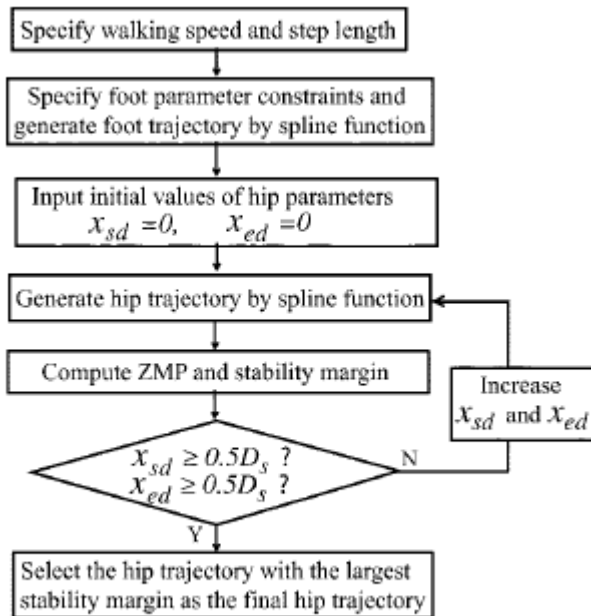 Specify walking speed and step length
Specify foot parameter constraints and
generate foot trajectory by spline function
Input initial values of hip parameters
x_sd =0, x_ed =0
Generate hip trajectory by spline function
Compute ZMP and stability margin
Increase
x_sd and x_ed
x_sd ≥ 0.5D_s ?
x_ed ≥ 0.5D_s ?
N
Y
Select the hip trajectory with the largest
stability margin as the final hip trajectory